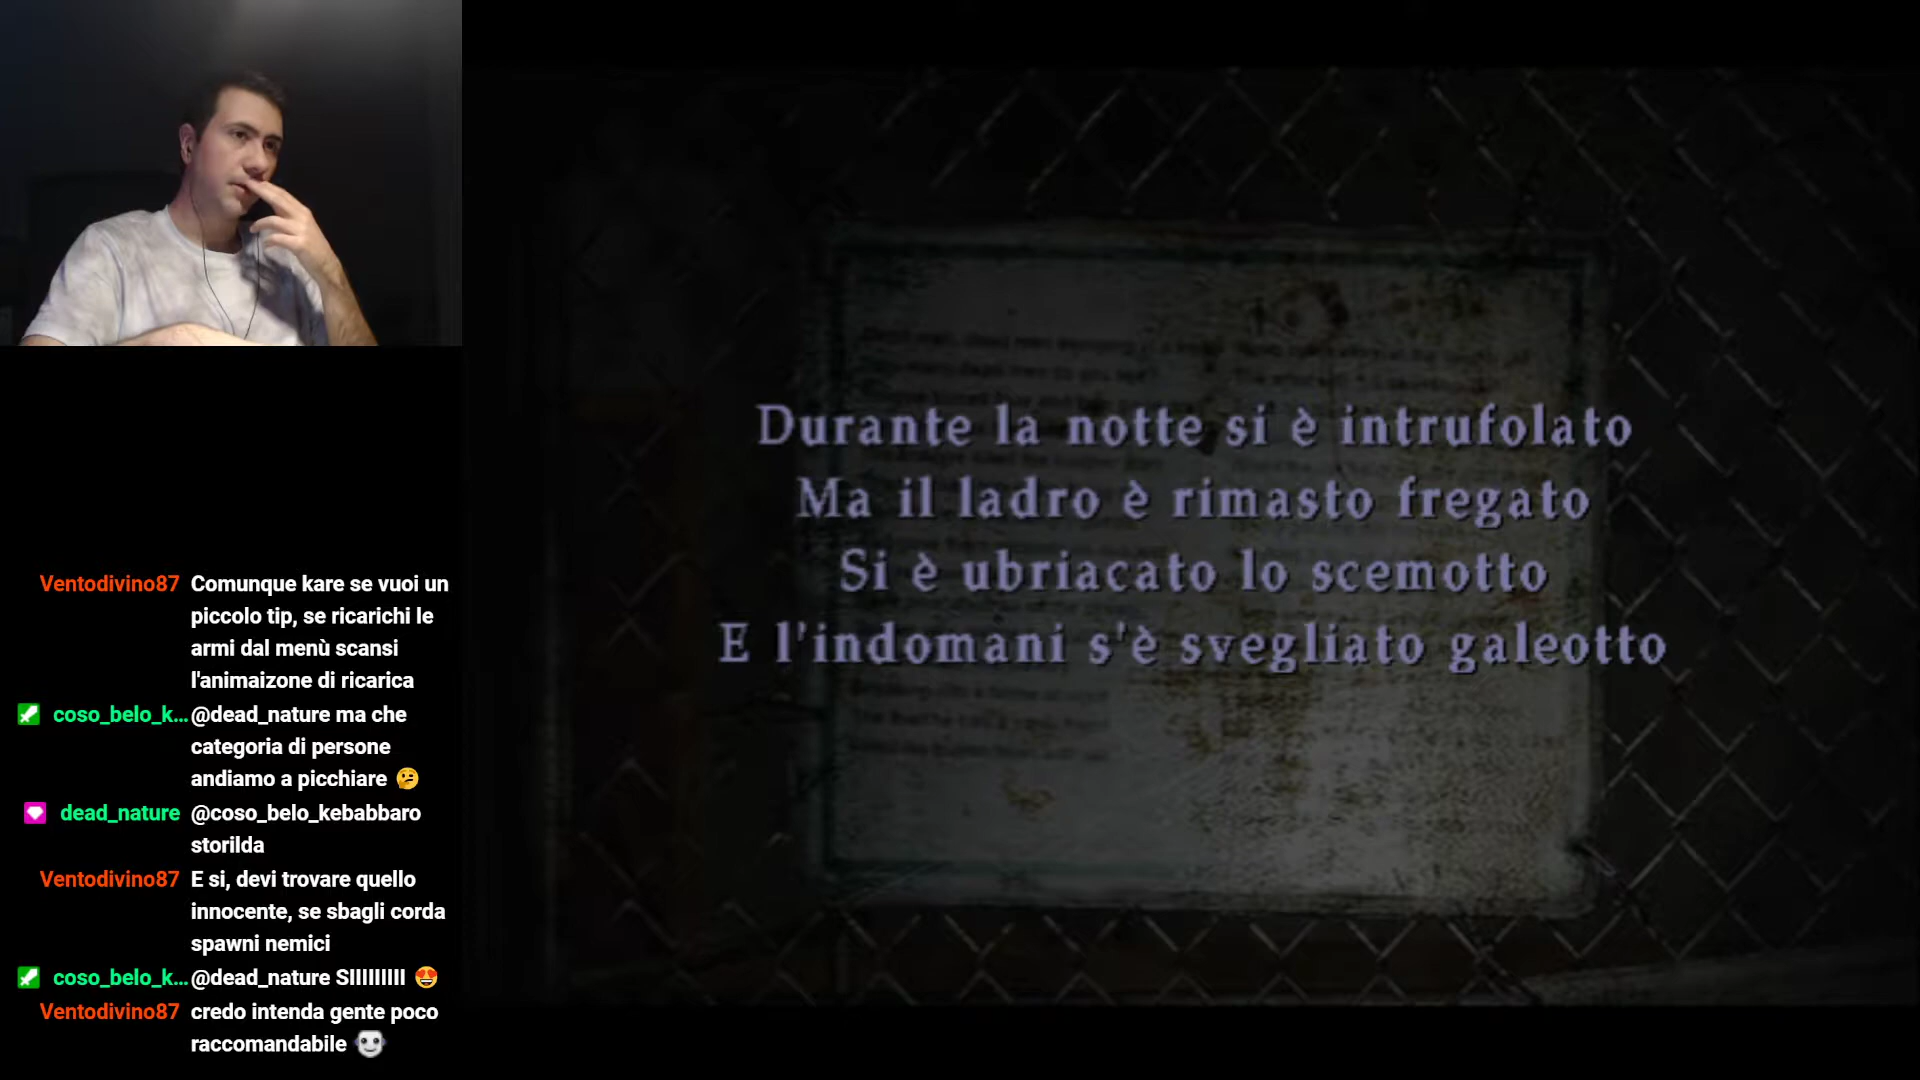 Durante la notte si è intrufolato
Ma il ladro è rimasto fregato
Si è ubriacato lo scemotto
E l'indomani s'è svegliato galeotto
Ventodivino87 Comunque kare se vuoi un
piccolo tip, se ricarichi le
armi dal menù scansi
l'animaizone di ricarica
coso_belo_k... @dead_nature ma che
categoria di persone
andiamo a picchiare 🤔
dead_nature @coso_belo_kebabbaro
storilda
Ventodivino87 E si, devi trovare quello
innocente, se sbagli corda
spawni nemici
coso_belo_k... @dead_nature SIIIIIIIII 😍
Ventodivino87 credo intenda gente poco
raccomandabile